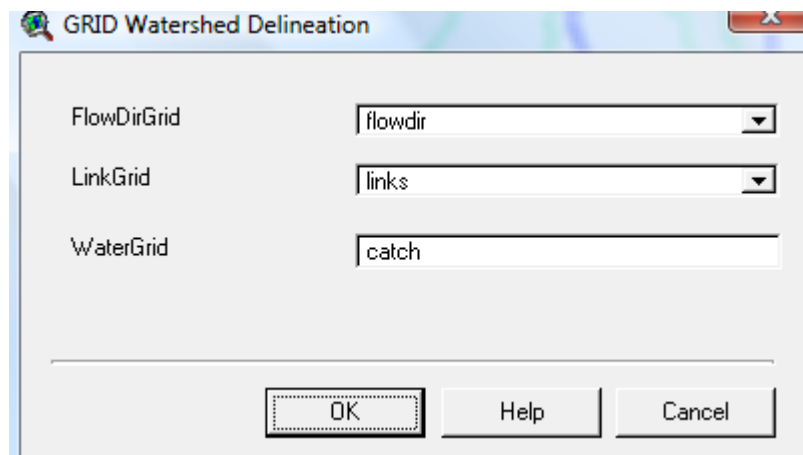 GRID Watershed Delineation
FlowDirGrid flowdir
LinkGrid links
WaterGrid catch
OK Help Cancel